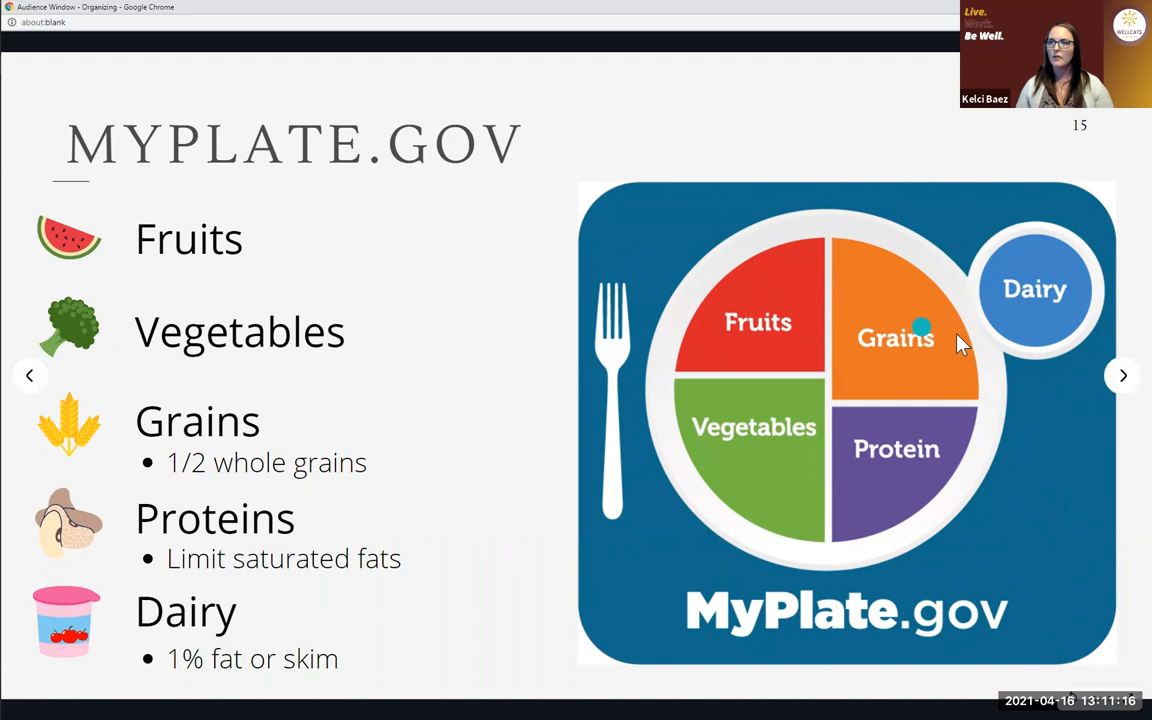 Audience Window - Organizing - Google Chrome
about:blank
Live.
Work.
Be Well.
WELLCATS
Kelci Baez
15
MYPLATE.GOV
Fruits
Vegetables
Grains
• 1/2 whole grains
Proteins
• Limit saturated fats
Dairy
• 1% fat or skim
Fruits
Grains
Dairy
Vegetables
Protein
MyPlate.gov
2021-04-16 13:11:16